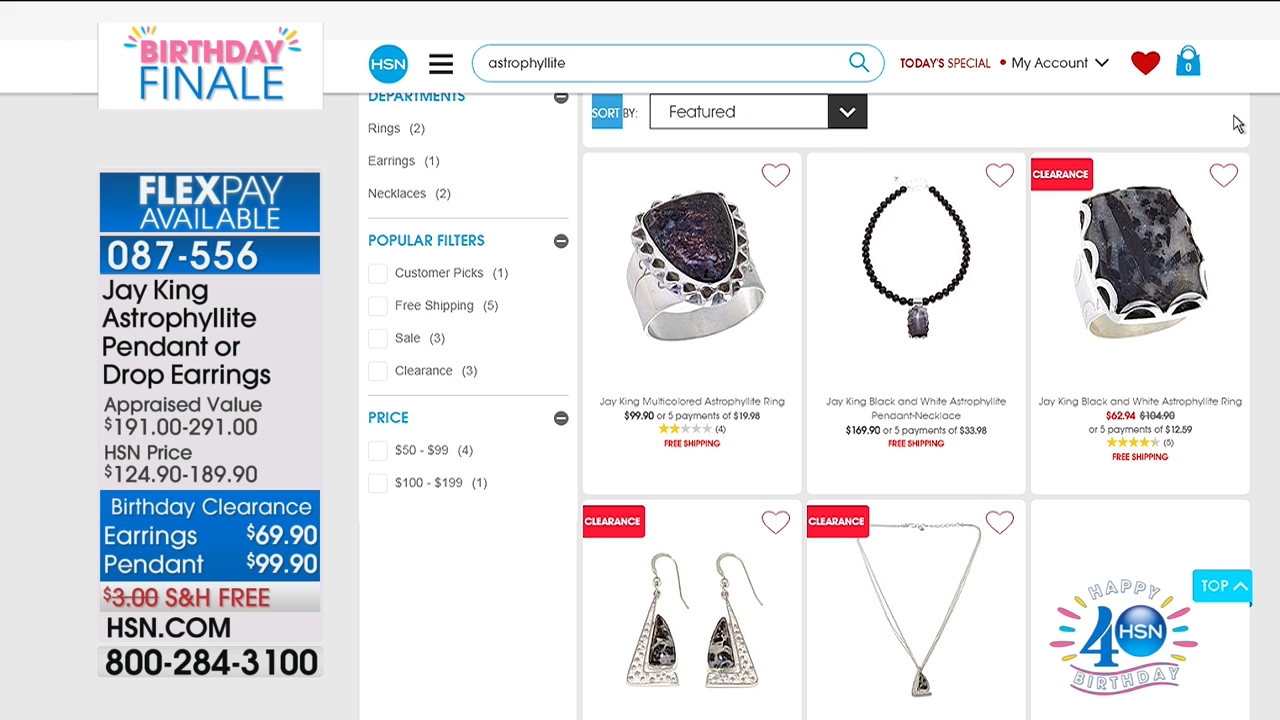 BIRTHDAY
FINALE
HSN
astrophyllite
TODAY'S SPECIAL • My Account
0
FLEXPAY
AVAILABLE
087-556
Jay King
Astrophyllite
Pendant or
Drop Earrings
Appraised Value
$191.00-291.00
HSN Price
$124.90-189.90
Birthday Clearance
Earrings $69.90
Pendant $99.90
$3.00 S&H FREE
HSN.COM
800-284-3100
DEPARTMENTS
Rings (2)
Earrings (1)
Necklaces (2)
POPULAR FILTERS
Customer Picks (1)
Free Shipping (5)
Sale (3)
Clearance (3)
PRICE
$50 - $99 (4)
$100 - $199 (1)
SORT BY: Featured
Jay King Multicolored Astrophyllite Ring
$99.90 or 5 payments of $19.98
(4)
FREE SHIPPING
Jay King Black and White Astrophyllite
Pendant-Necklace
$169.90 or 5 payments of $33.98
FREE SHIPPING
CLEARANCE
Jay King Black and White Astrophyllite Ring
$62.94 $104.90
or 5 payments of $12.59
(5)
FREE SHIPPING
CLEARANCE
CLEARANCE
TOP
HAPPY
40 HSN
BIRTHDAY